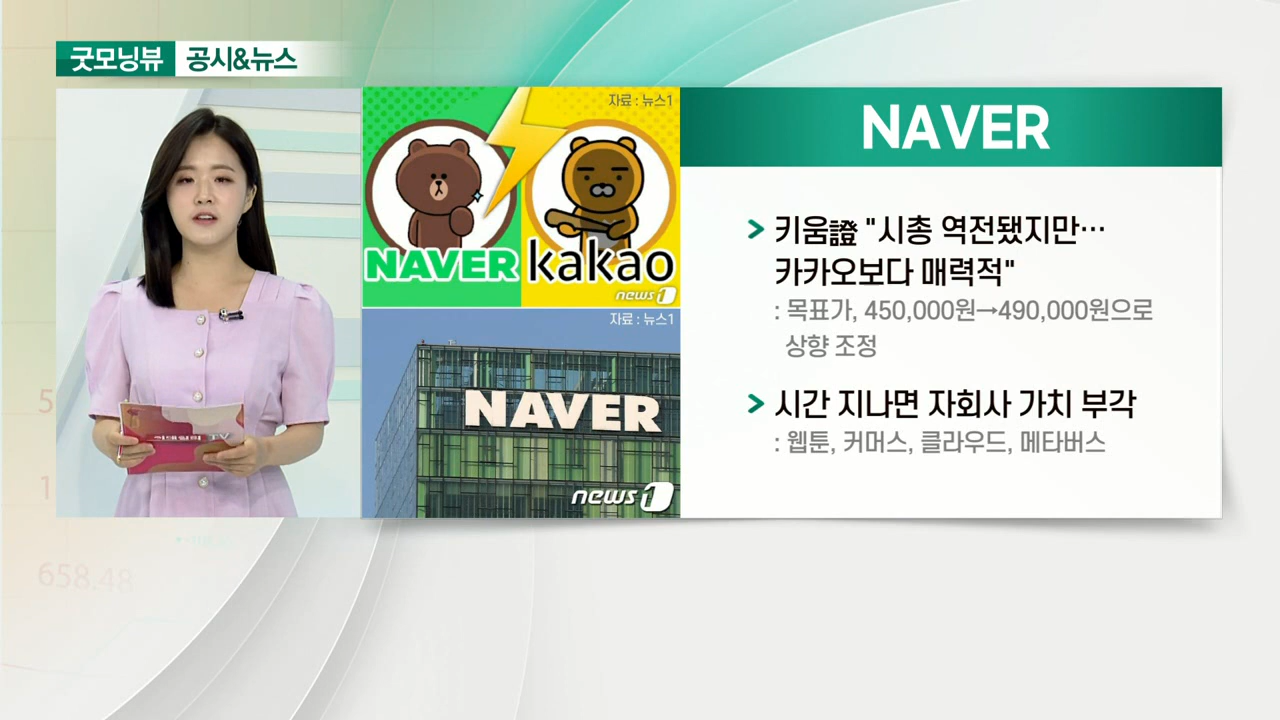 굿모닝뷰 공시&뉴스
자료 : 뉴스1
NAVER kakao
news1
자료 : 뉴스1
NAVER
news1
NAVER
키움證 "시총 역전됐지만…
카카오보다 매력적"
: 목표가, 450,000원→490,000원으로
상향 조정
시간 지나면 자회사 가치 부각
: 웹툰, 커머스, 클라우드, 메타버스
658.48